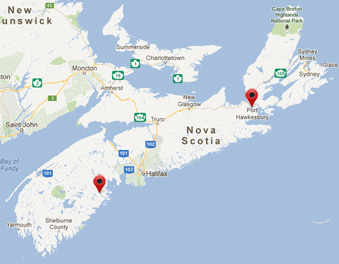 New
unswick
Cape Breton
Highlands
National Park
Summerside
Charlottetown
Sydney
Mines
Sydney
Moncton
Amherst
New
Glasgow
Port
Hawkesbury
Saint John
Truro
Nova
Scotia
Bay of
Fundy
102
101
103
Halifax
101
Yarmouth
Shelburne
County